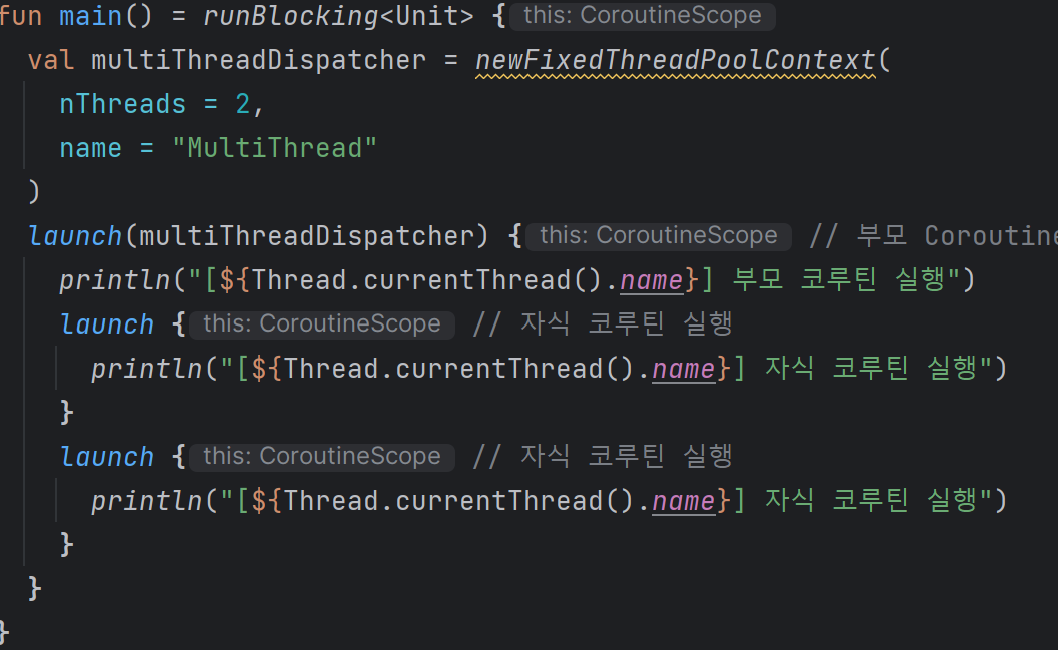 fun main() = runBlocking<Unit> { this: CoroutineScope
val multiThreadDispatcher = newFixedThreadPoolContext(
nThreads = 2,
name = "MultiThread"
)
launch(multiThreadDispatcher) { this: CoroutineScope // 부모 Coroutine
println("[${Thread.currentThread().name}] 부모 코루틴 실행")
launch { this: CoroutineScope // 자식 코루틴 실행
println("[${Thread.currentThread().name}] 자식 코루틴 실행")
}
launch { this: CoroutineScope // 자식 코루틴 실행
println("[${Thread.currentThread().name}] 자식 코루틴 실행")
}
}
}